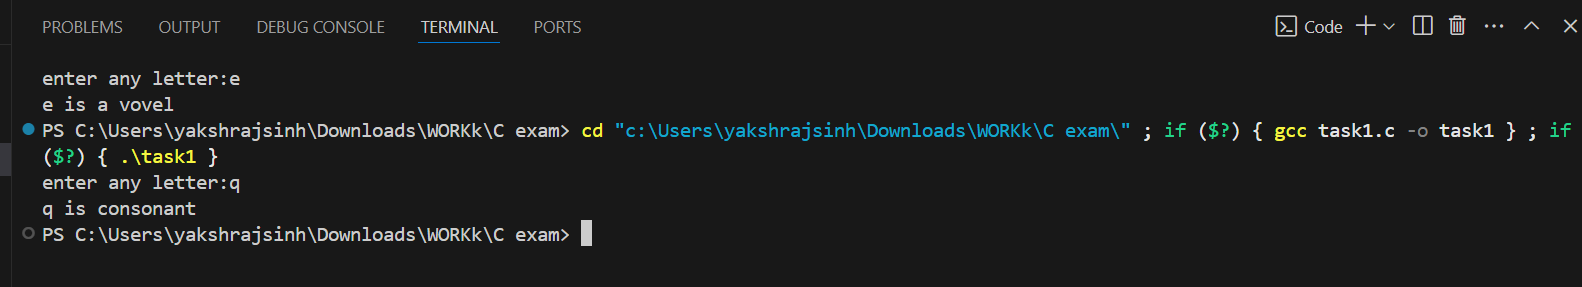 PROBLEMS OUTPUT DEBUG CONSOLE TERMINAL PORTS Code
enter any letter:e
e is a vovel
PS C:\Users\yakshrajsinh\Downloads\WORKk\C exam> cd "c:\Users\yakshrajsinh\Downloads\WORKk\C exam\" ; if ($?) { gcc task1.c -o task1 } ; if
($?) { .\task1 }
enter any letter:q
q is consonant
PS C:\Users\yakshrajsinh\Downloads\WORKk\C exam>